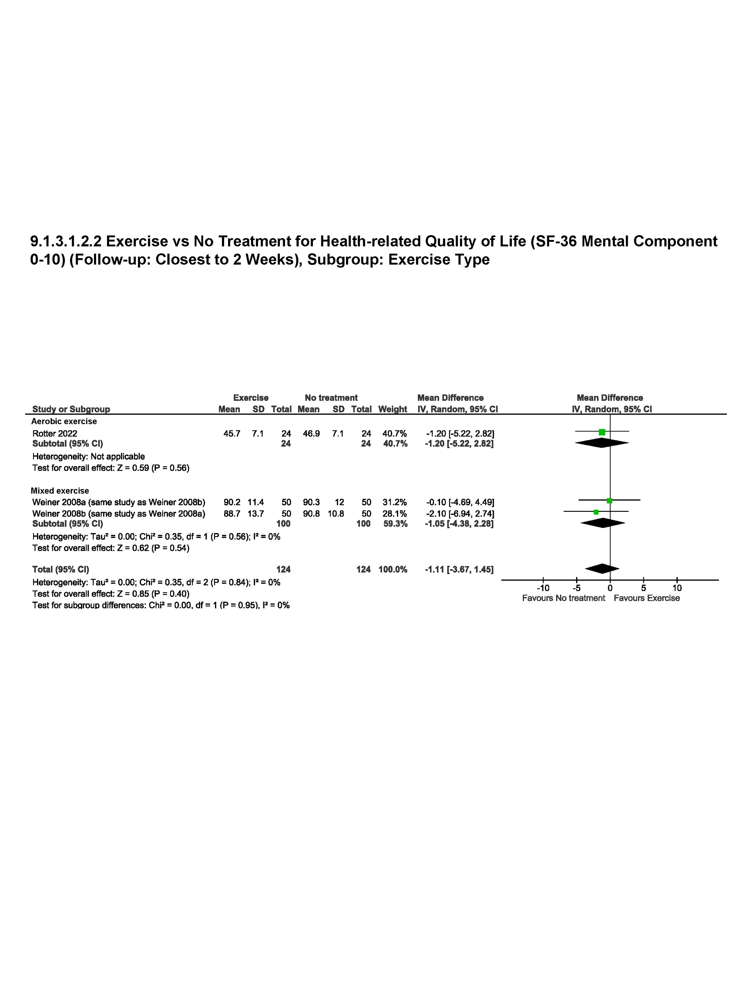 9.1.3.1.2.2 Exercise vs No Treatment for Health-related Quality of Life (SF-36 Mental Component
0-10) (Follow-up: Closest to 2 Weeks), Subgroup: Exercise Type
Exercise No treatment Mean Difference Mean Difference
Study or Subgroup Mean SD Total Mean SD Total Weight IV, Random, 95% CI IV, Random, 95% CI
Aerobic exercise
Rotter 2022 45.7 7.1 24 46.9 7.1 24 40.7% -1.20 [-5.22, 2.82]
Subtotal (95% CI) 24 24 40.7% -1.20 [-5.22, 2.82]
Heterogeneity: Not applicable
Test for overall effect: Z = 0.59 (P = 0.56)
Mixed exercise
Weiner 2008a (same study as Weiner 2008b) 90.2 11.4 50 90.3 12 50 31.2% -0.10 [-4.69, 4.49]
Weiner 2008b (same study as Weiner 2008a) 88.7 13.7 50 90.8 10.8 50 28.1% -2.10 [-6.94, 2.74]
Subtotal (95% CI) 100 100 59.3% -1.05 [-4.38, 2.28]
Heterogeneity: Tau² = 0.00; Chi² = 0.35, df = 1 (P = 0.56); I² = 0%
Test for overall effect: Z = 0.62 (P = 0.54)
Total (95% CI) 124 124 100.0% -1.11 [-3.67, 1.45]
Heterogeneity: Tau² = 0.00; Chi² = 0.35, df = 2 (P = 0.84); I² = 0%
Test for overall effect: Z = 0.85 (P = 0.40)
Test for subgroup differences: Chi² = 0.00, df = 1 (P = 0.95), I² = 0%
-10 -5 0 5 10
Favours No treatment Favours Exercise